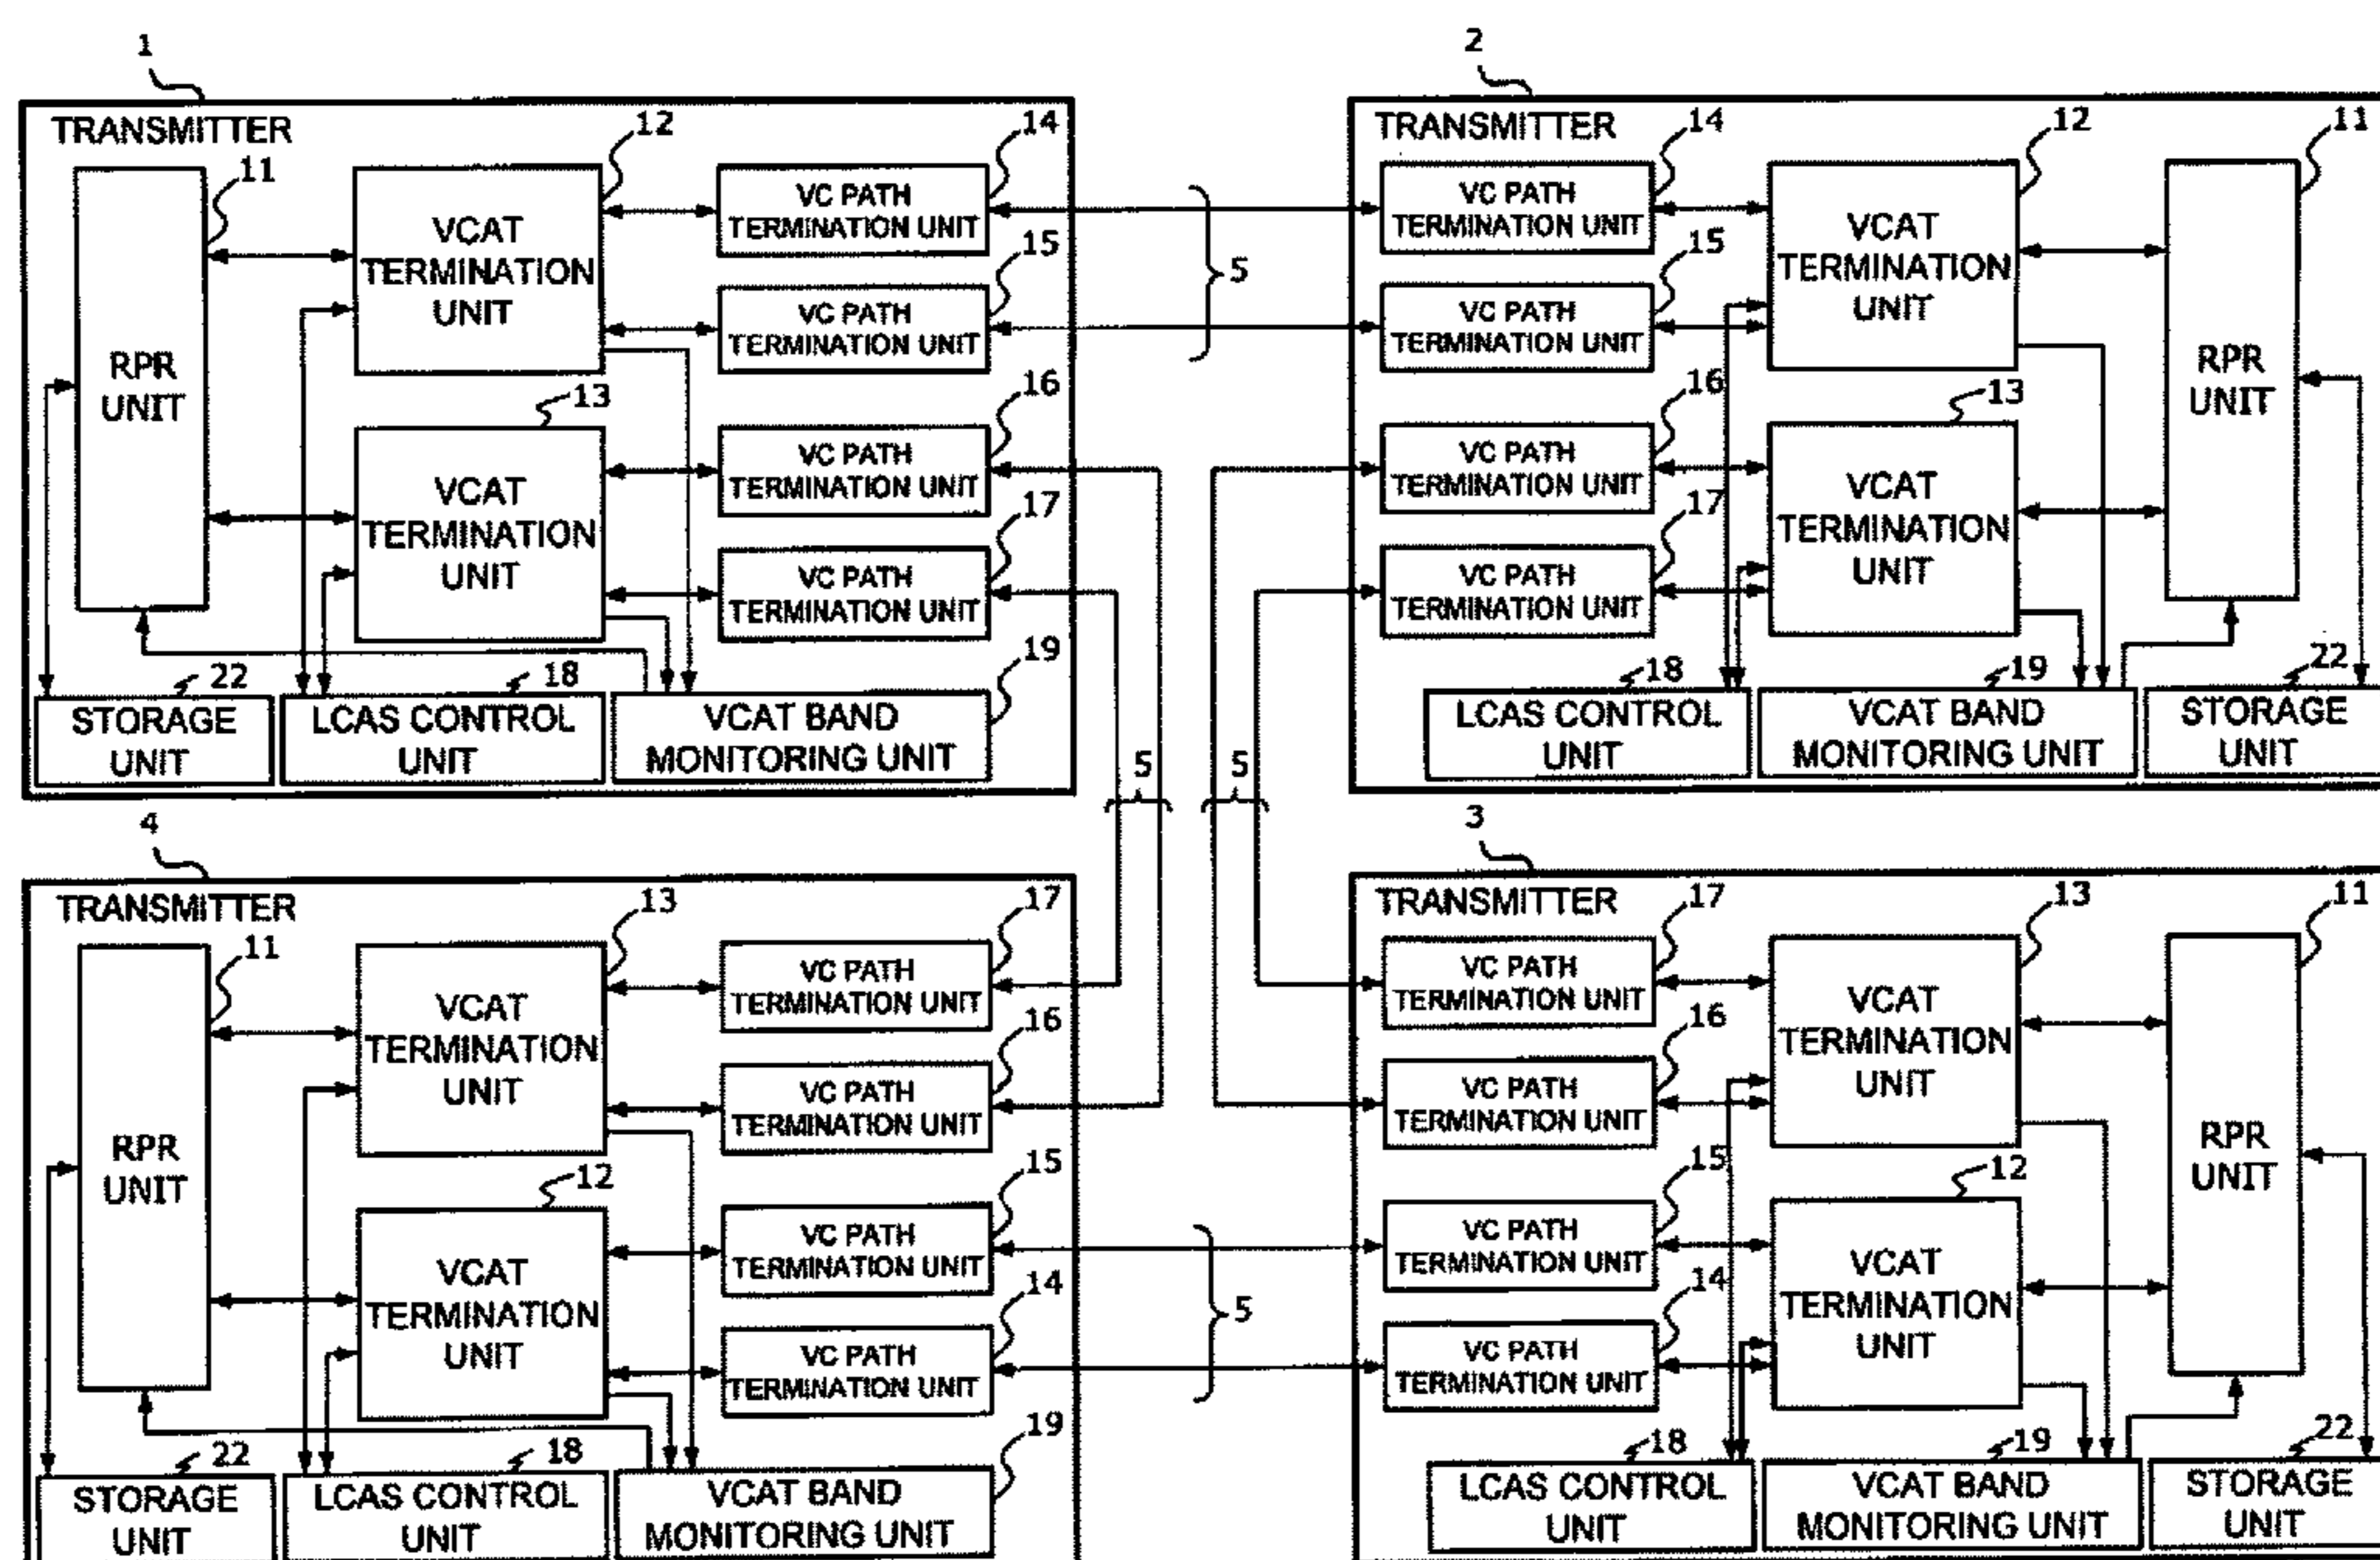 1
TRANSMITTER
11
RPR
UNIT
12
VCAT
TERMINATION
UNIT
13
VCAT
TERMINATION
UNIT
14
VC PATH
TERMINATION UNIT
15
VC PATH
TERMINATION UNIT
16
VC PATH
TERMINATION UNIT
17
VC PATH
TERMINATION UNIT
22
STORAGE
UNIT
18
LCAS CONTROL
UNIT
19
VCAT BAND
MONITORING UNIT
5
2
TRANSMITTER
14
VC PATH
TERMINATION UNIT
15
VC PATH
TERMINATION UNIT
16
VC PATH
TERMINATION UNIT
17
VC PATH
TERMINATION UNIT
12
VCAT
TERMINATION
UNIT
13
VCAT
TERMINATION
UNIT
11
RPR
UNIT
18
LCAS CONTROL
UNIT
19
VCAT BAND
MONITORING UNIT
22
STORAGE
UNIT
5
5
4
TRANSMITTER
11
RPR
UNIT
13
VCAT
TERMINATION
UNIT
12
VCAT
TERMINATION
UNIT
17
VC PATH
TERMINATION UNIT
16
VC PATH
TERMINATION UNIT
15
VC PATH
TERMINATION UNIT
14
VC PATH
TERMINATION UNIT
22
STORAGE
UNIT
18
LCAS CONTROL
UNIT
19
VCAT BAND
MONITORING UNIT
5
3
TRANSMITTER
17
VC PATH
TERMINATION UNIT
16
VC PATH
TERMINATION UNIT
15
VC PATH
TERMINATION UNIT
14
VC PATH
TERMINATION UNIT
13
VCAT
TERMINATION
UNIT
12
VCAT
TERMINATION
UNIT
11
RPR
UNIT
18
LCAS CONTROL
UNIT
19
VCAT BAND
MONITORING UNIT
22
STORAGE
UNIT